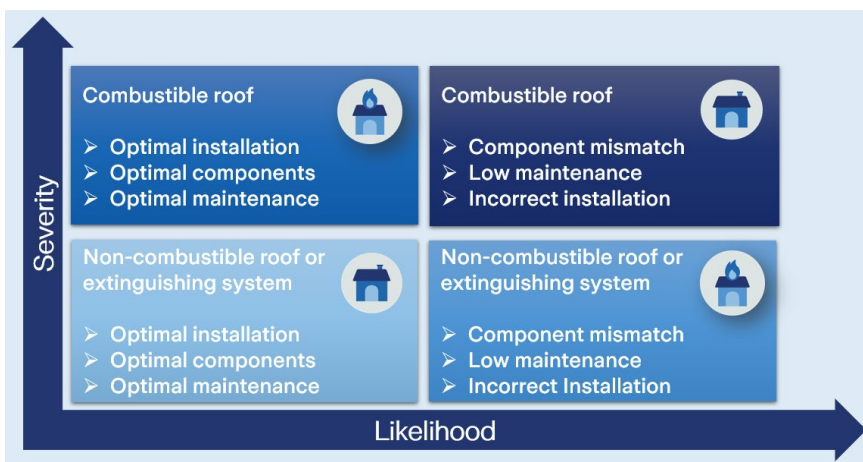 Severity
Combustible roof
➢ Optimal installation
➢ Optimal components
➢ Optimal maintenance
Combustible roof
➢ Component mismatch
➢ Low maintenance
➢ Incorrect installation
Non-combustible roof or
extinguishing system
➢ Optimal installation
➢ Optimal components
➢ Optimal maintenance
Non-combustible roof or
extinguishing system
➢ Component mismatch
➢ Low maintenance
➢ Incorrect Installation
Likelihood